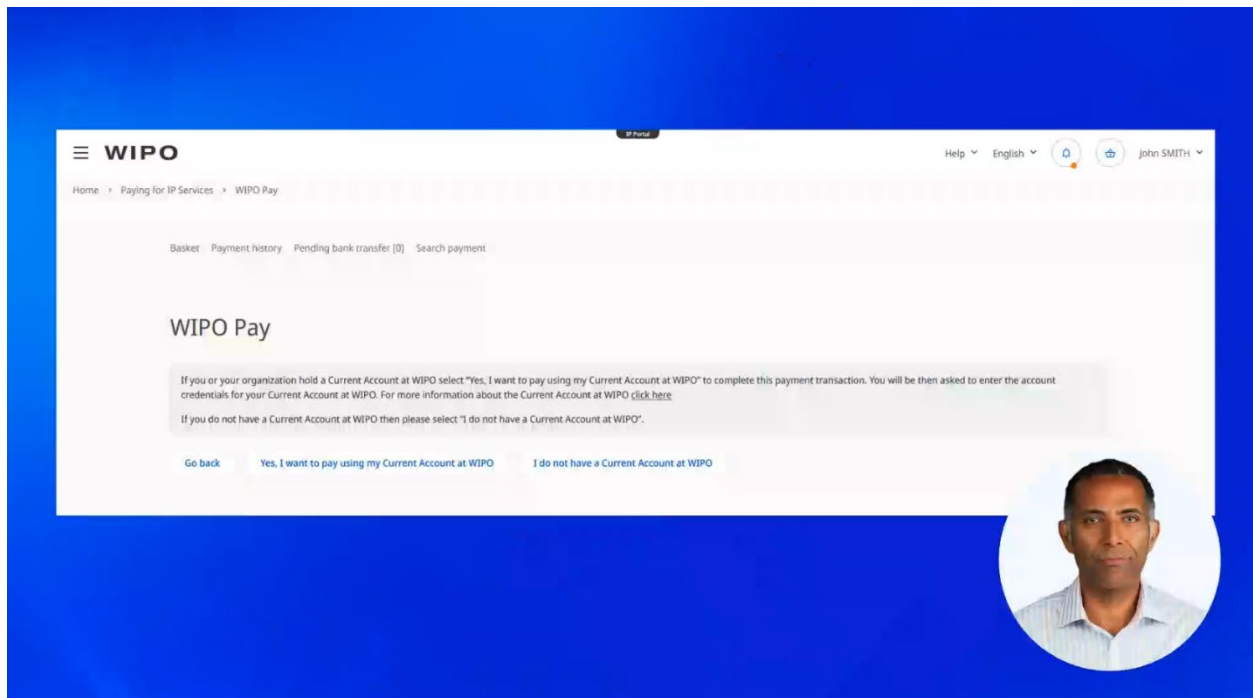 IP Portal
WIPO
Help English John SMITH
Home > Paying for IP Services > WIPO Pay
Basket Payment history Pending bank transfer [0] Search payment
WIPO Pay
If you or your organization hold a Current Account at WIPO select "Yes, I want to pay using my Current Account at WIPO" to complete this payment transaction. You will be then asked to enter the account
credentials for your Current Account at WIPO. For more information about the Current Account at WIPO click here
If you do not have a Current Account at WIPO then please select "I do not have a Current Account at WIPO".
Go back Yes, I want to pay using my Current Account at WIPO I do not have a Current Account at WIPO